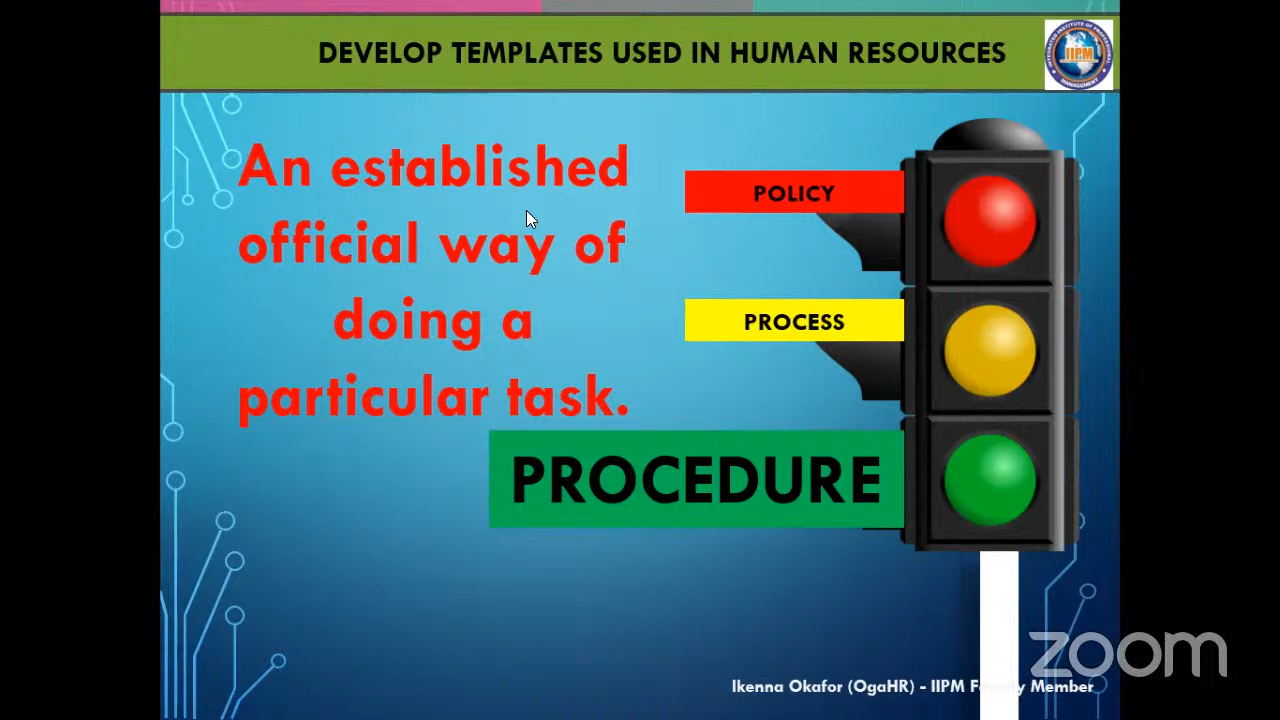 DEVELOP TEMPLATES USED IN HUMAN RESOURCES
IIPM
An established
official way of
doing a
particular task.
POLICY
PROCESS
PROCEDURE
zoom
Ikenna Okafor (OgaHR) - IIPM Member